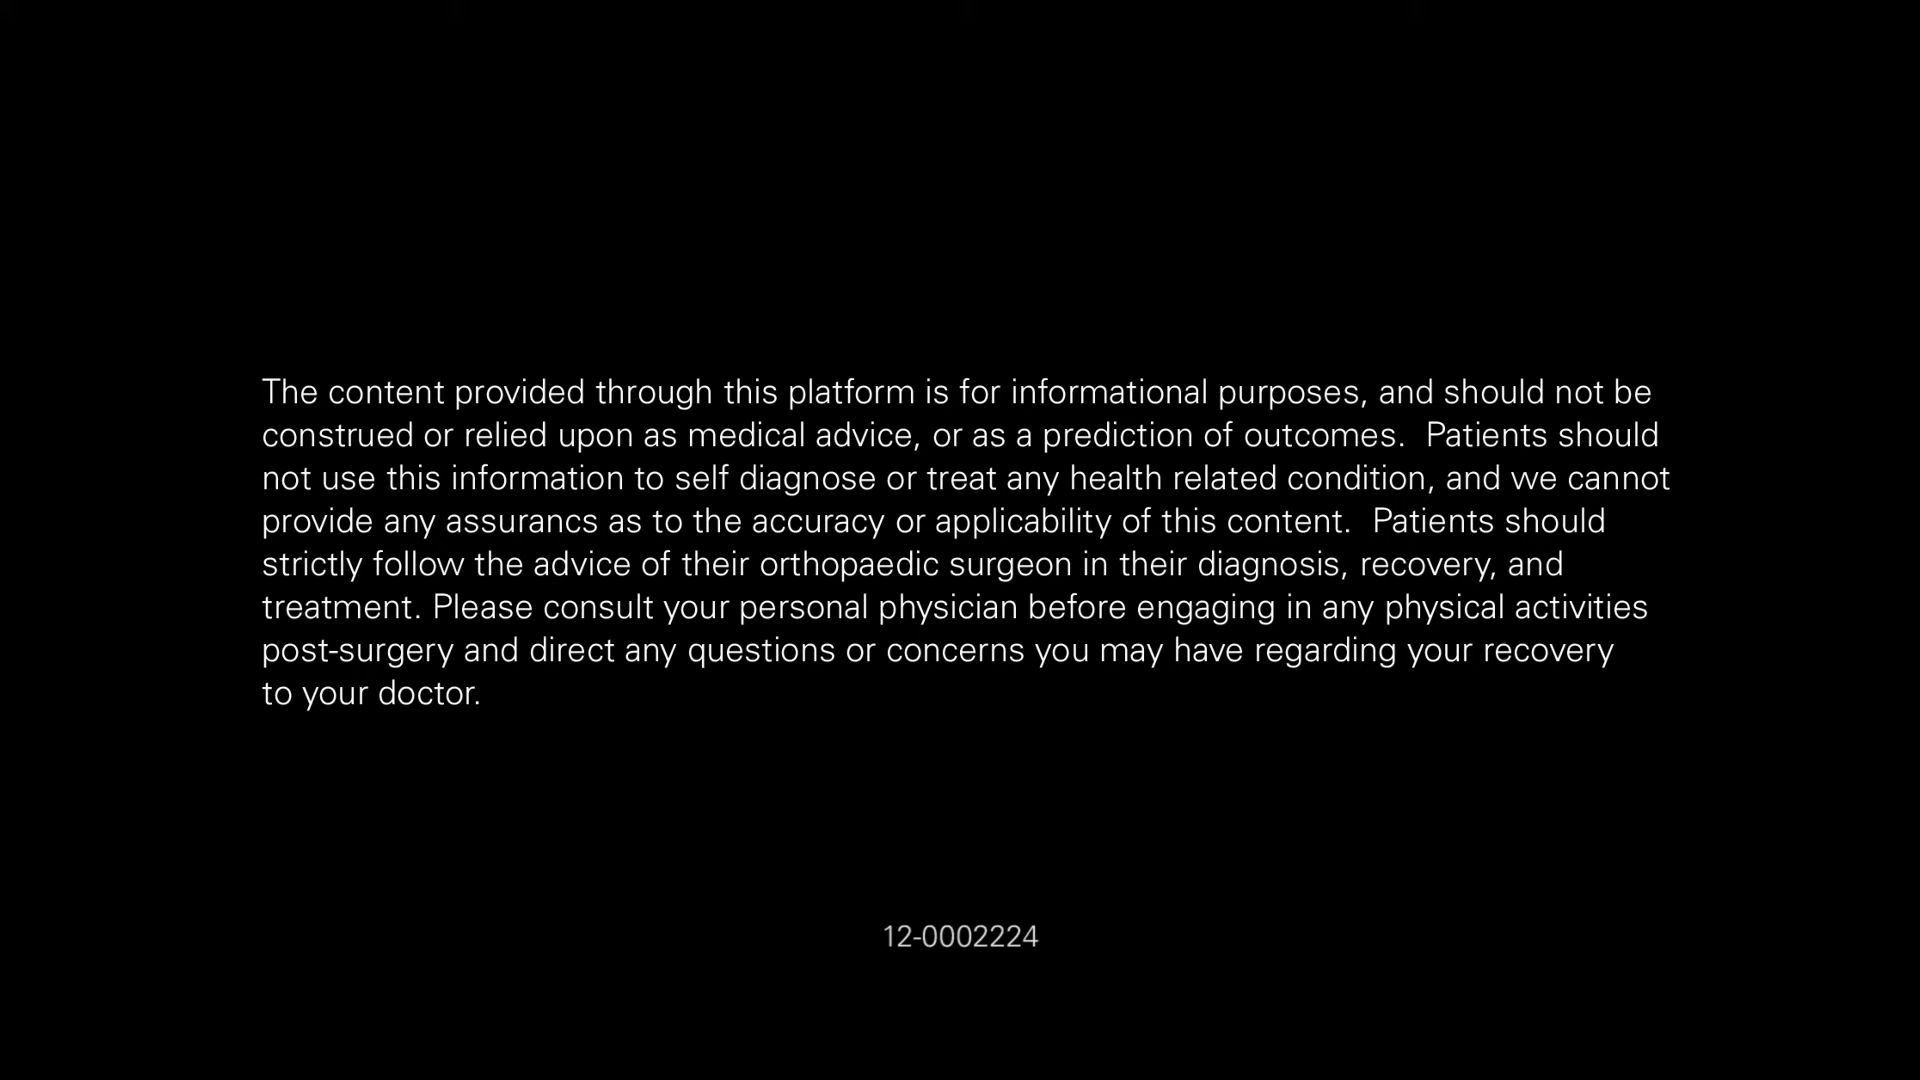 The content provided through this platform is for informational purposes, and should not be
construed or relied upon as medical advice, or as a prediction of outcomes.  Patients should
not use this information to self diagnose or treat any health related condition, and we cannot
provide any assurancs as to the accuracy or applicability of this content.  Patients should
strictly follow the advice of their orthopaedic surgeon in their diagnosis, recovery, and
treatment. Please consult your personal physician before engaging in any physical activities
post-surgery and direct any questions or concerns you may have regarding your recovery
to your doctor.
12-0002224